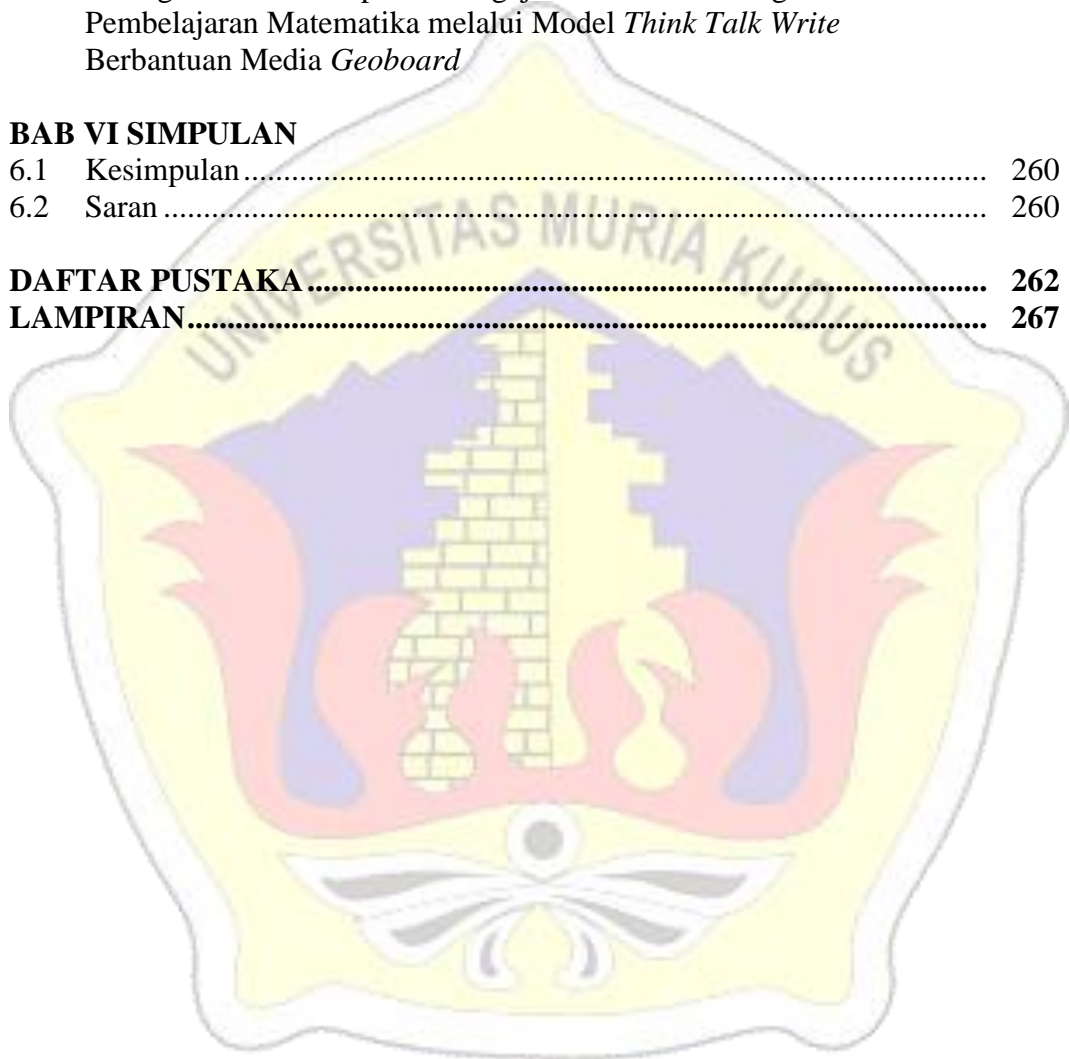 Pembelajaran Matematika melalui Model Think Talk Write
Berbantuan Media Geoboard
BAB VI SIMPULAN
6.1 Kesimpulan ........................................................................................ 260
6.2 Saran ................................................................................................. 260
DAFTAR PUSTAKA ........................................................................... 262
LAMPIRAN.......................................................................................... 267
UNIVERSITAS MURIA KUDUS